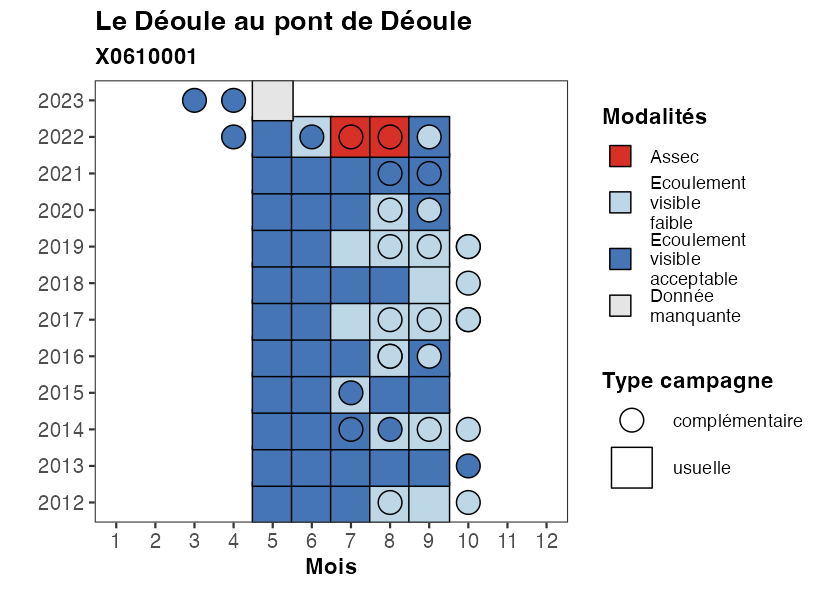 Le Déoule au pont de Déoule
X0610001
2023
2022
2021
2020
2019
2018
2017
2016
2015
2014
2013
2012
1 2 3 4 5 6 7 8 9 10 11 12
Mois
Modalités
Assec
Ecoulement
visible
faible
Ecoulement
visible
acceptable
Donnée
manquante
Type campagne
complémentaire
usuelle